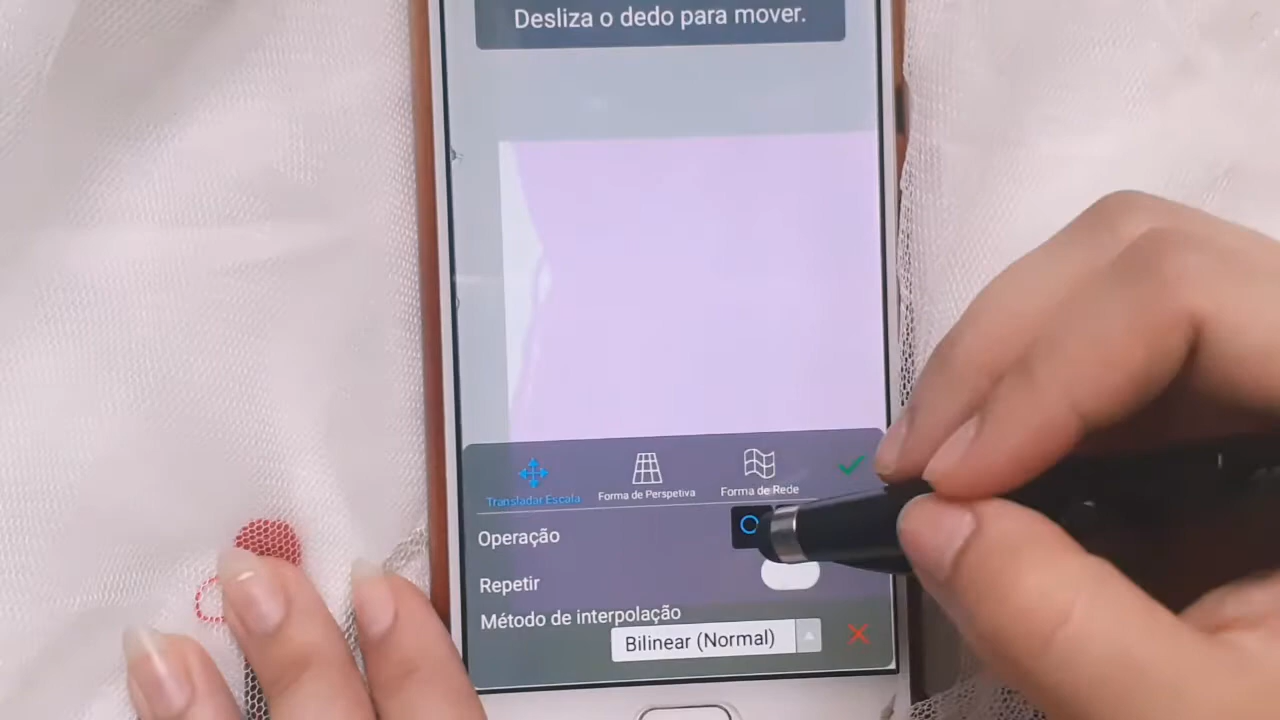 Desliza o dedo para mover.
Transladar Escala
Forma de Perspetiva
Forma de Rede
Operação
Repetir
Método de interpolação
Bilinear (Normal)